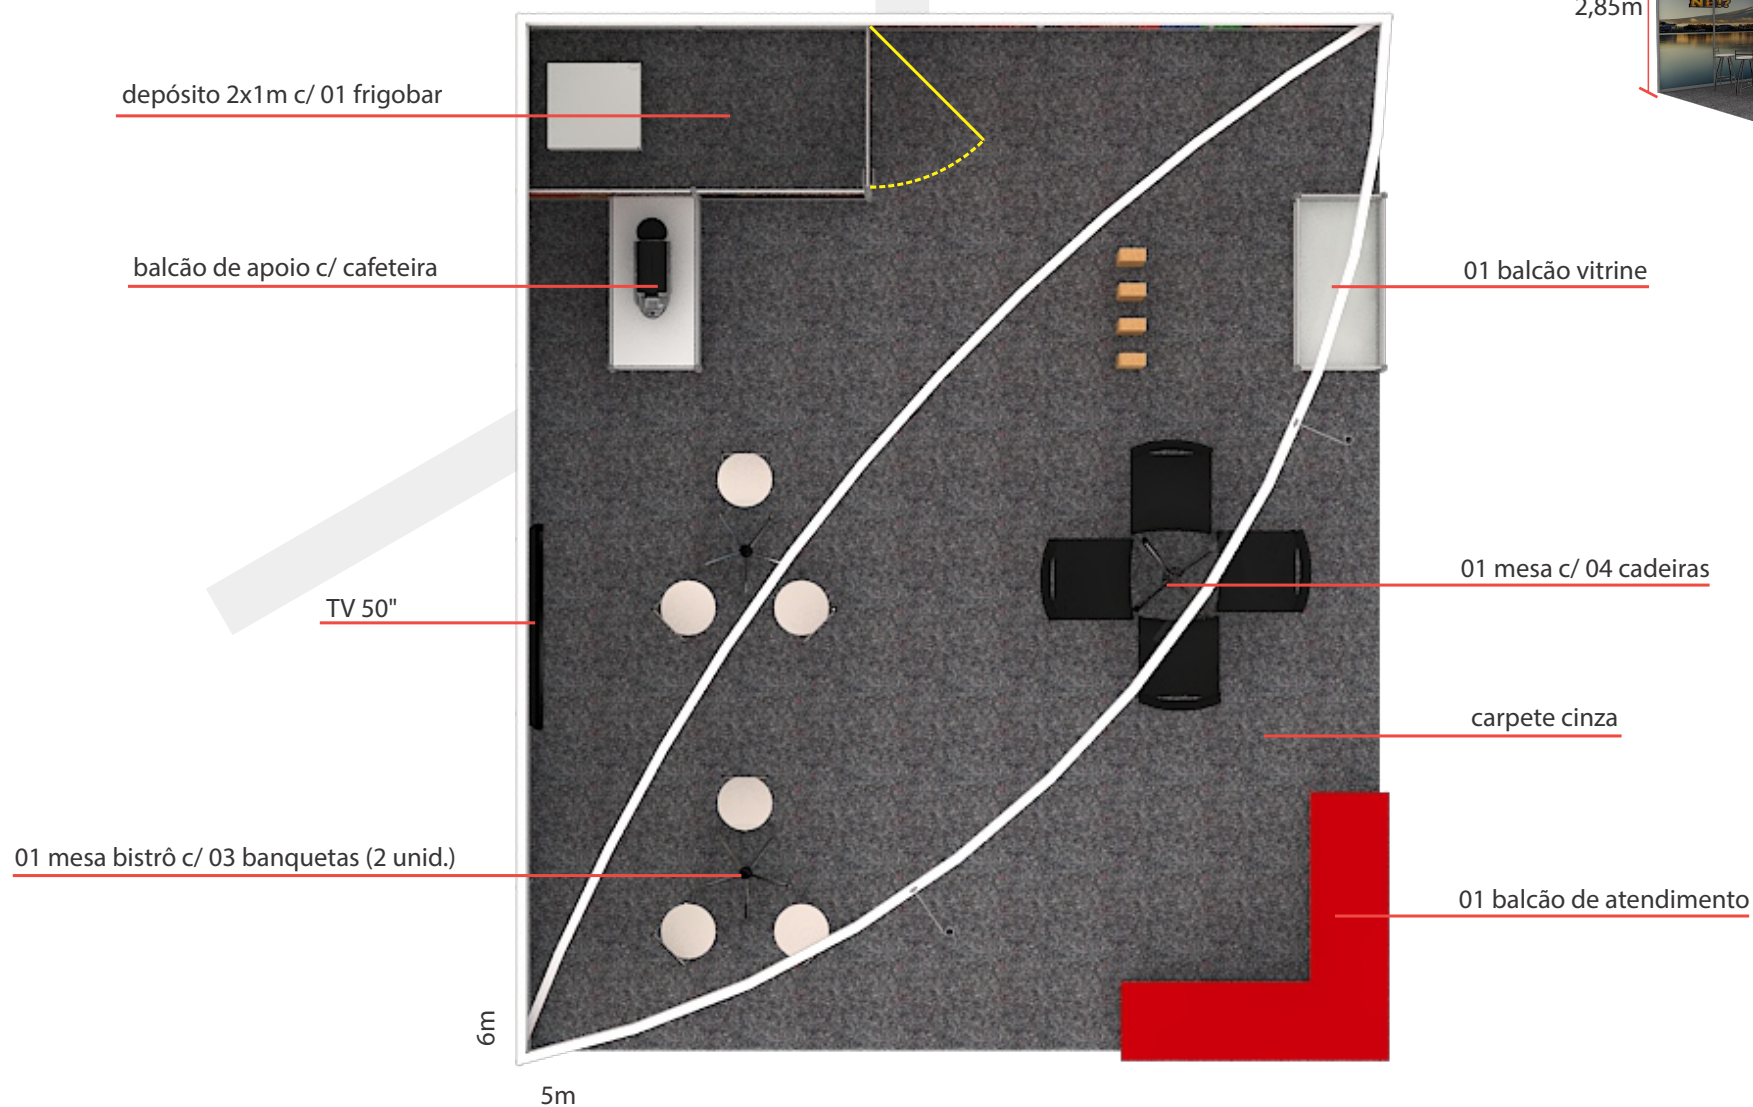 2,85m
depósito 2x1m c/ 01 frigobar
balcão de apoio c/ cafeteira
01 balcão vitrine
01 mesa c/ 04 cadeiras
TV 50"
carpete cinza
01 mesa bistrô c/ 03 banquetas (2 unid.)
01 balcão de atendimento
6m
5m